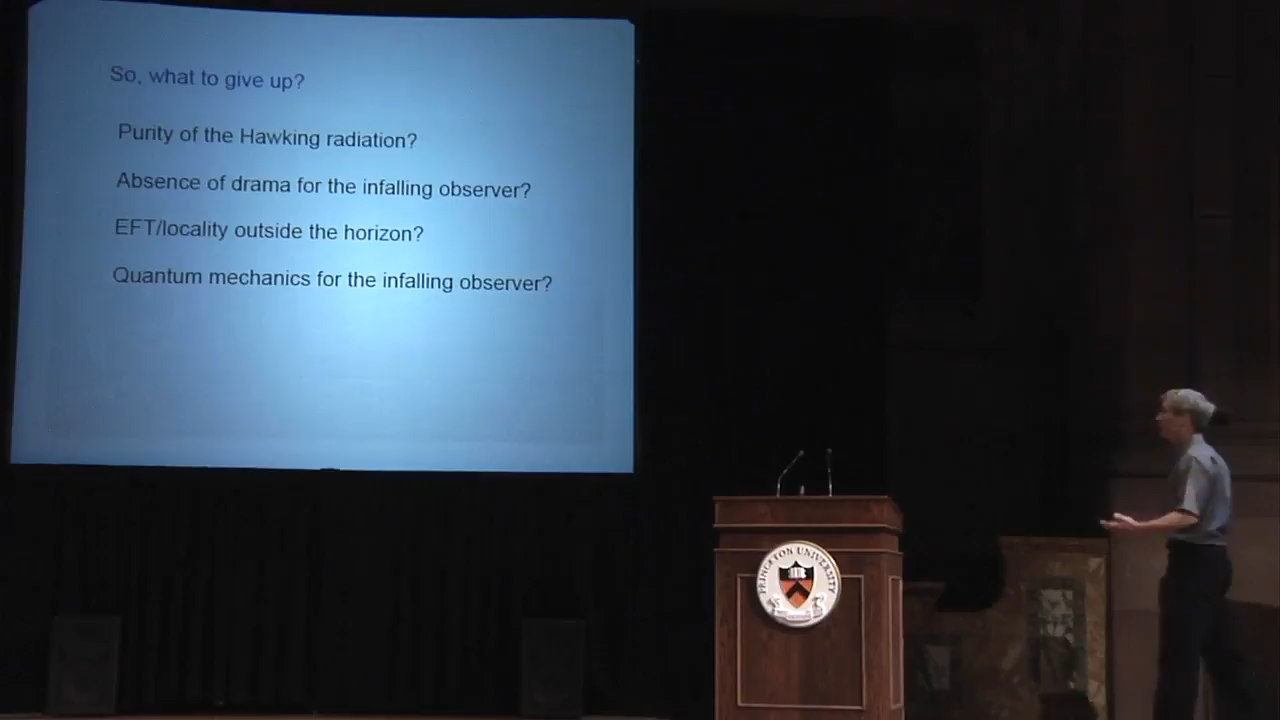 So, what to give up?
Purity of the Hawking radiation?
Absence of drama for the infalling observer?
EFT/locality outside the horizon?
Quantum mechanics for the infalling observer?
PRINCETON UNIVERSITY